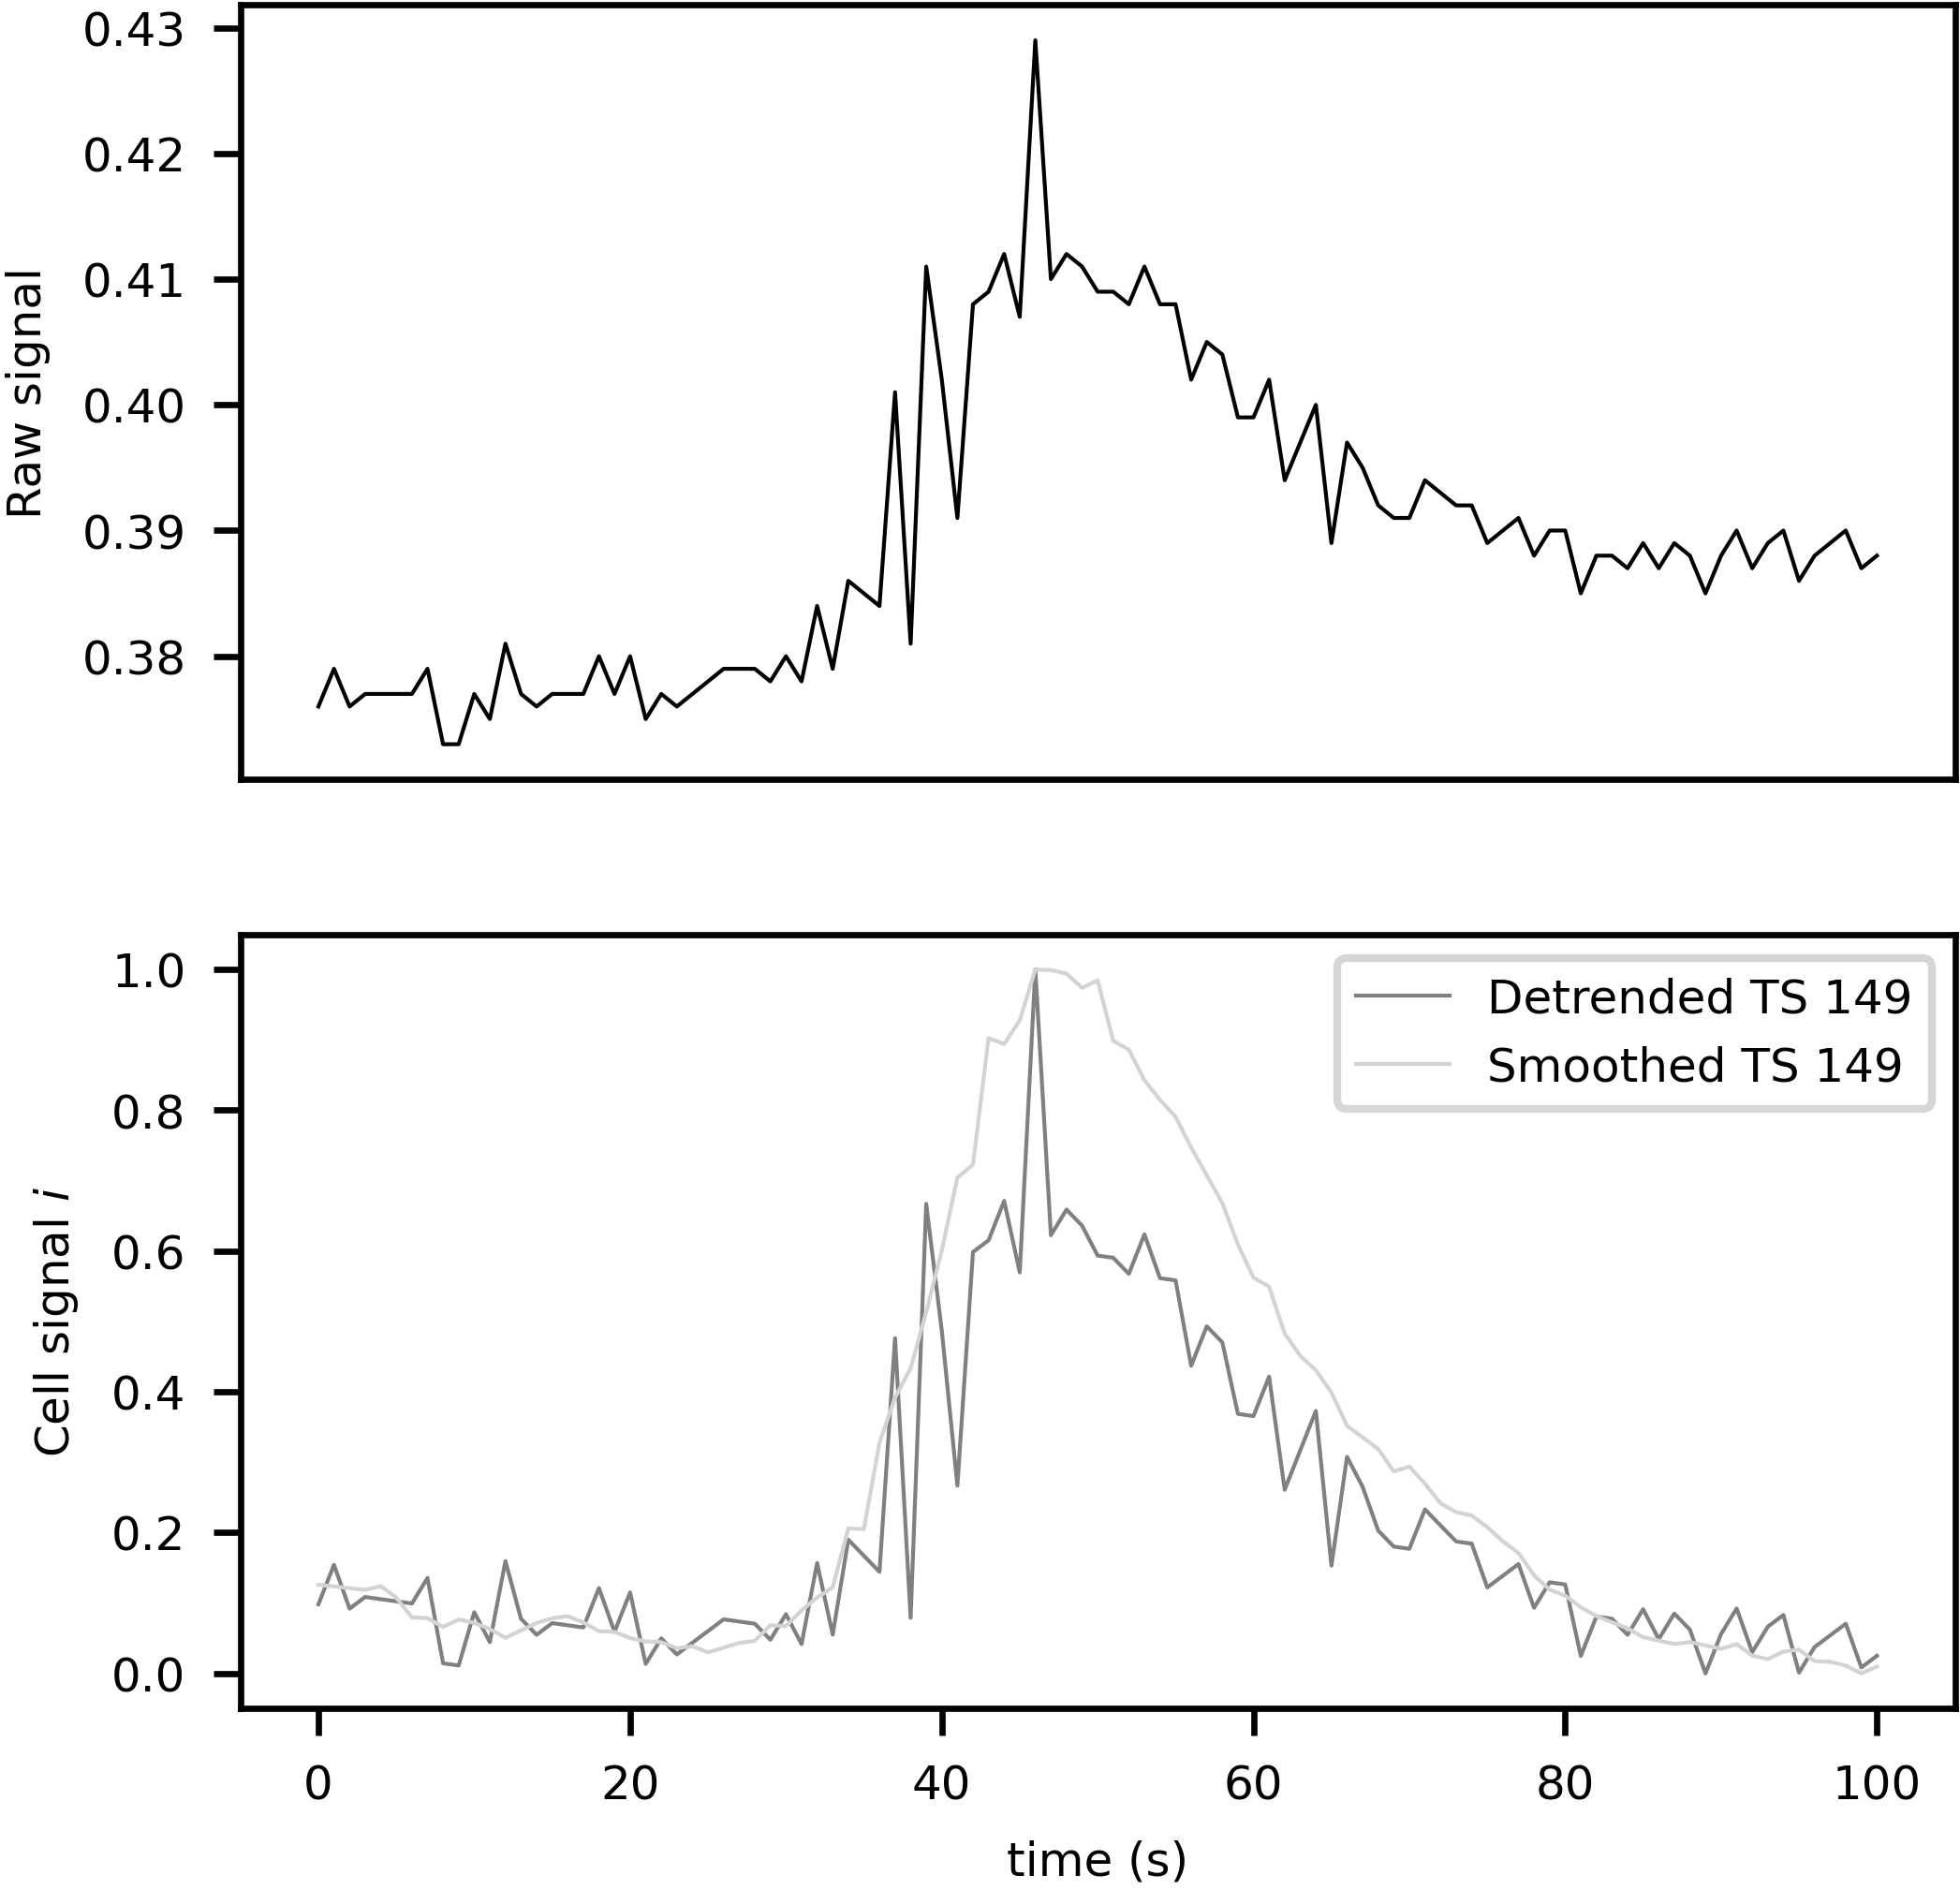 0.43
0.42
0.41
0.40
0.39
0.38
Raw signal
1.0
0.8
0.6
0.4
0.2
0.0
Cell signal i
Detrended TS 149
Smoothed TS 149
0 20 40 60 80 100
time (s)